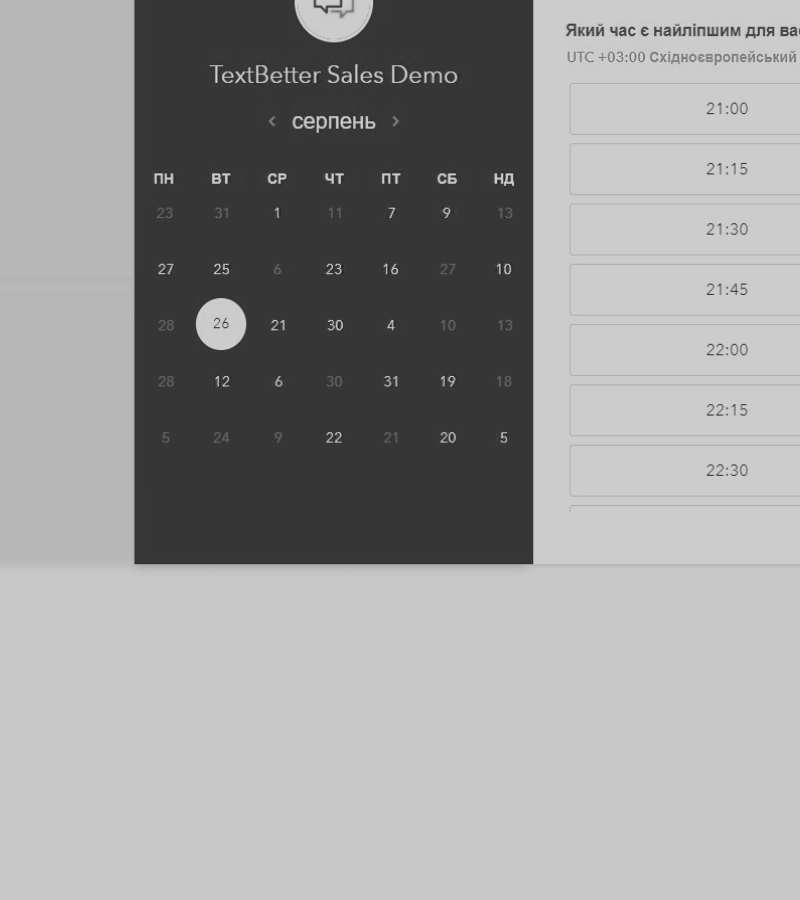 TextBetter Sales Demo
‹ серпень ›
ПН ВТ СР ЧТ ПТ СБ НД
23 31 1 11 7 9 13
27 25 6 23 16 27 10
28 26 21 30 4 10 13
28 12 6 30 31 19 18
5 24 9 22 21 20 5
Який час є найліпшим для
UTC +03:00 Східноєвропейський
21:00
21:15
21:30
21:45
22:00
22:15
22:30